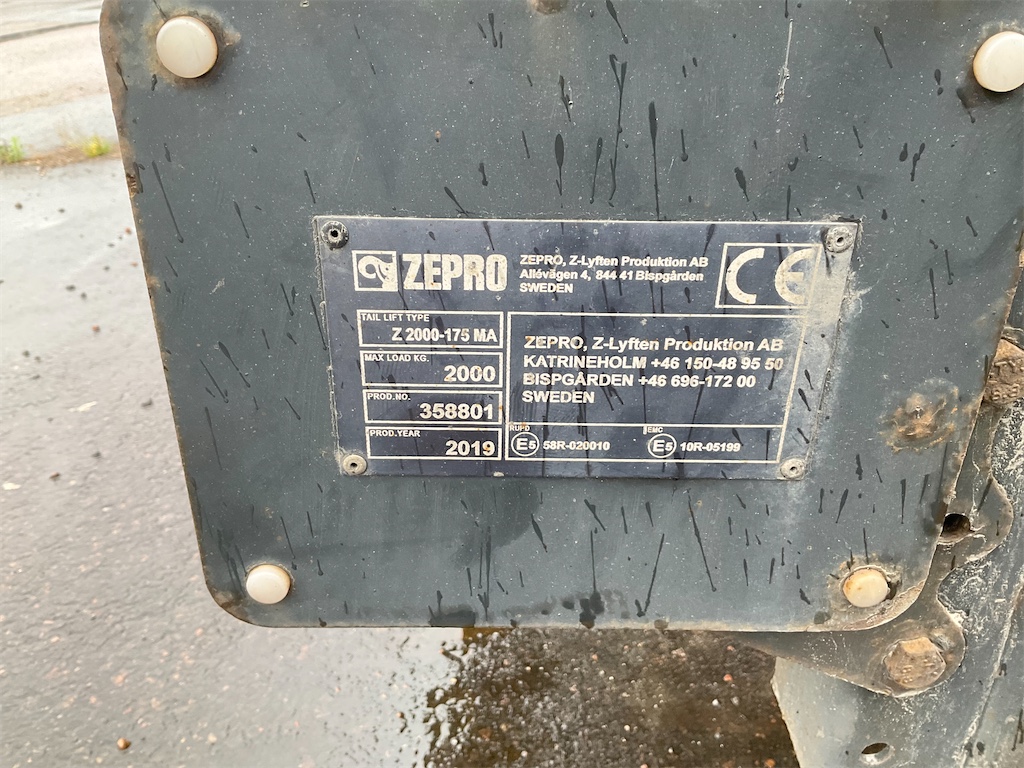 ZEPRO
ZEPRO, Z-Lyften Produktion AB
Allévägen 4, 844 41 Bispgården
SWEDEN
CE
TAIL LIFT TYPE
Z 2000-175 MA
MAX LOAD KG.
2000
PROD.NO.
358801
PROD.YEAR
2019
ZEPRO, Z-Lyften Produktion AB
KATRINEHOLM +46 150-48 95 50
BISPGÅRDEN +46 696-172 00
SWEDEN
RUPD
E5 58R-020010
EMC
E5 10R-05199